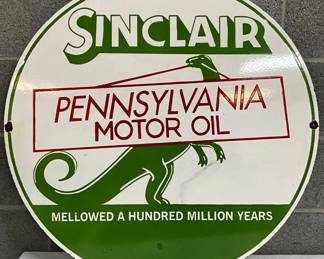 SINCLAIR
PENNSYLVANIA
MOTOR OIL
MELLOWED A HUNDRED MILLION YEARS